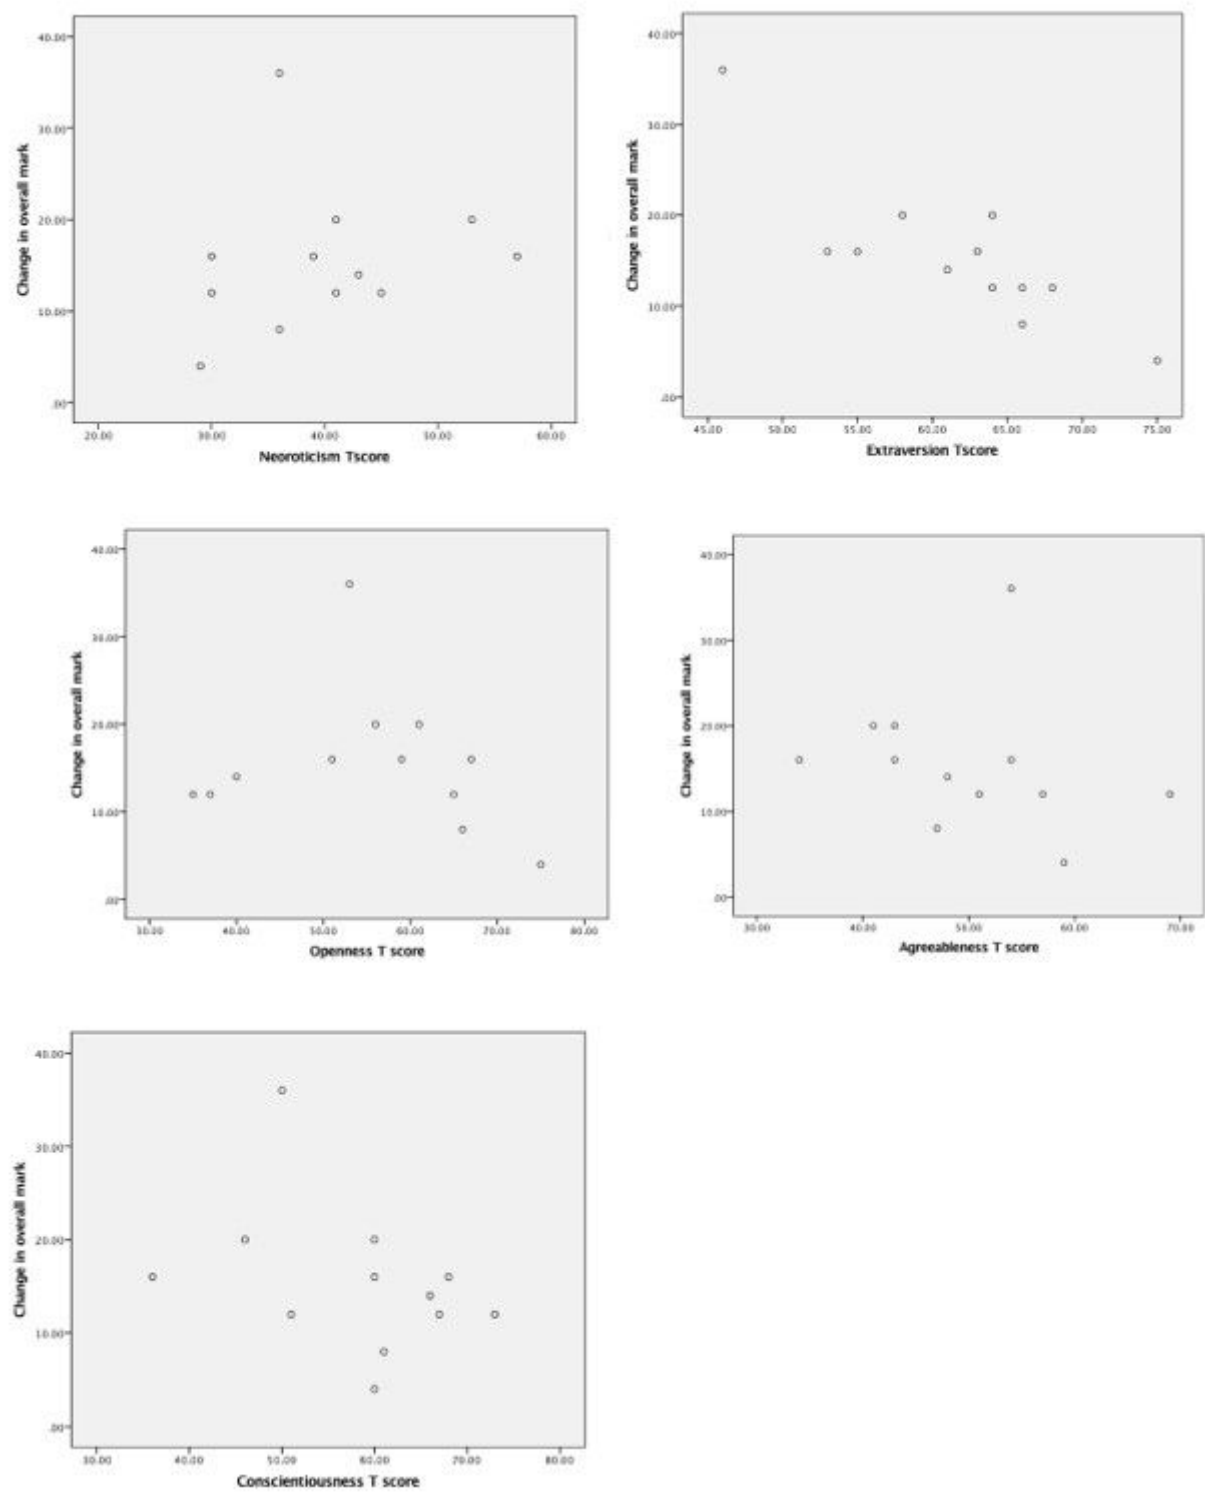 Change in overall mark
40.00
30.00
20.00
10.00
.00
20.00 30.00 40.00 50.00 60.00
Neoroticism Tscore
Change in overall mark
40.00
30.00
20.00
10.00
.00
45.00 50.00 55.00 60.00 65.00 70.00 75.00
Extraversion Tscore
Change in overall mark
40.00
30.00
20.00
10.00
.00
30.00 40.00 50.00 60.00 70.00 80.00
Openness T score
Change in overall mark
40.00
30.00
20.00
10.00
.00
30.00 40.00 50.00 60.00 70.00
Agreeableness T score
Change in overall mark
40.00
30.00
20.00
10.00
.00
30.00 40.00 50.00 60.00 70.00 80.00
Conscientiousness T score